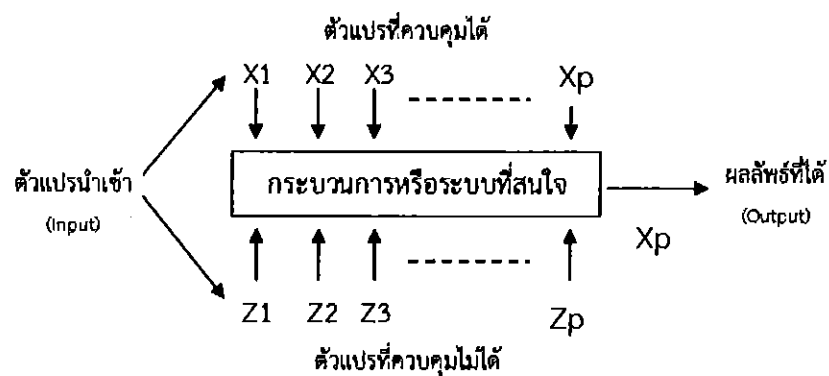 ตัวแปรที่ควบคุมได้
X1 X2 X3 Xp
ตัวแปรนำเข้า
(Input)
กระบวนการหรือระบบที่สนใจ
ผลลัพธ์ที่ได้
(Output)
Xp
Z1 Z2 Z3 Zp
ตัวแปรที่ควบคุมไม่ได้